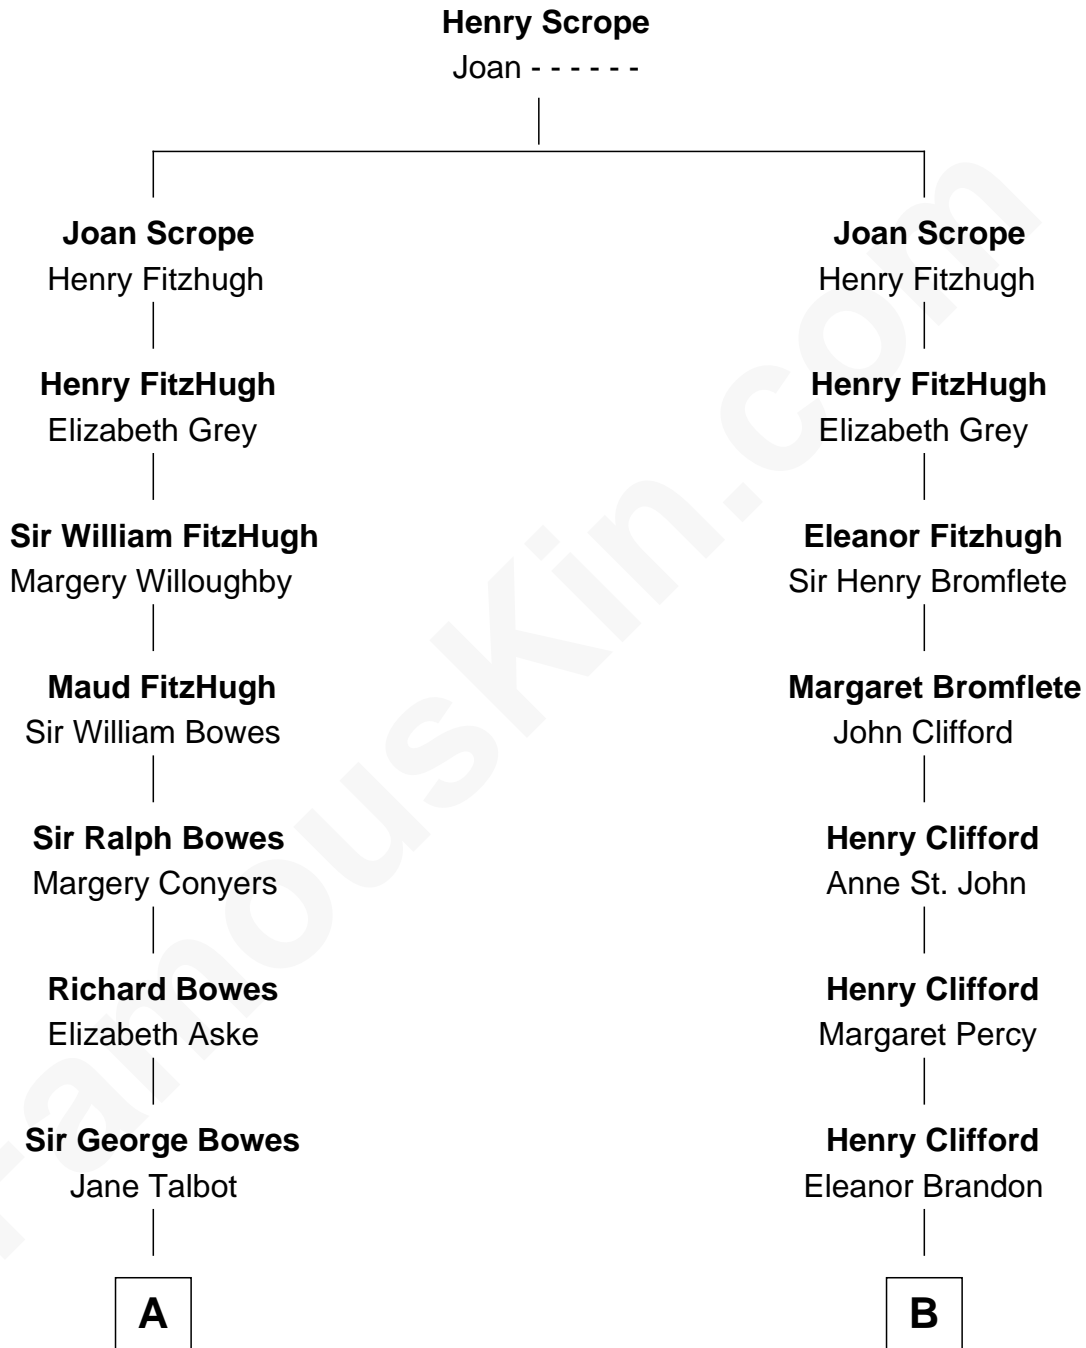 Henry Scrope
Joan - - - - - -
Joan Scrope
Henry Fitzhugh
Joan Scrope
Henry Fitzhugh
Henry FitzHugh
Elizabeth Grey
Henry FitzHugh
Elizabeth Grey
Sir William FitzHugh
Margery Willoughby
Eleanor Fitzhugh
Sir Henry Bromflete
Maud FitzHugh
Sir William Bowes
Margaret Bromflete
John Clifford
Sir Ralph Bowes
Margery Conyers
Henry Clifford
Anne St. John
Richard Bowes
Elizabeth Aske
Henry Clifford
Margaret Percy
Sir George Bowes
Jane Talbot
Henry Clifford
Eleanor Brandon
A
B
FamousKin.com